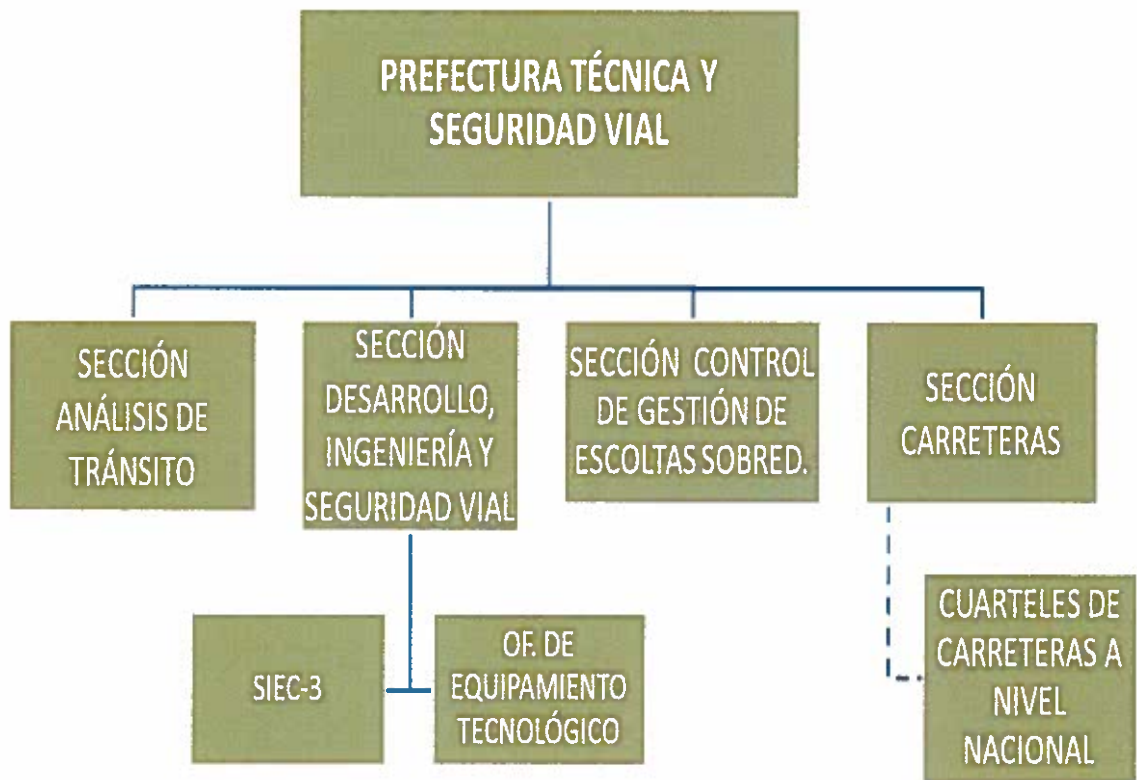 PREFECTURA TÉCNICA Y
SEGURIDAD VIAL
SECCIÓN
ANÁLISIS DE
TRÁNSITO
SECCIÓN
DESARROLLO,
INGENIERÍA Y
SEGURIDAD VIAL
SECCIÓN CONTROL
DE GESTIÓN DE
ESCOLTAS SOBRED.
SECCIÓN
CARRETERAS
SIEC-3
OF. DE
EQUIPAMIENTO
TECNOLÓGICO
CUARTELES DE
CARRETERAS A
NIVEL
NACIONAL